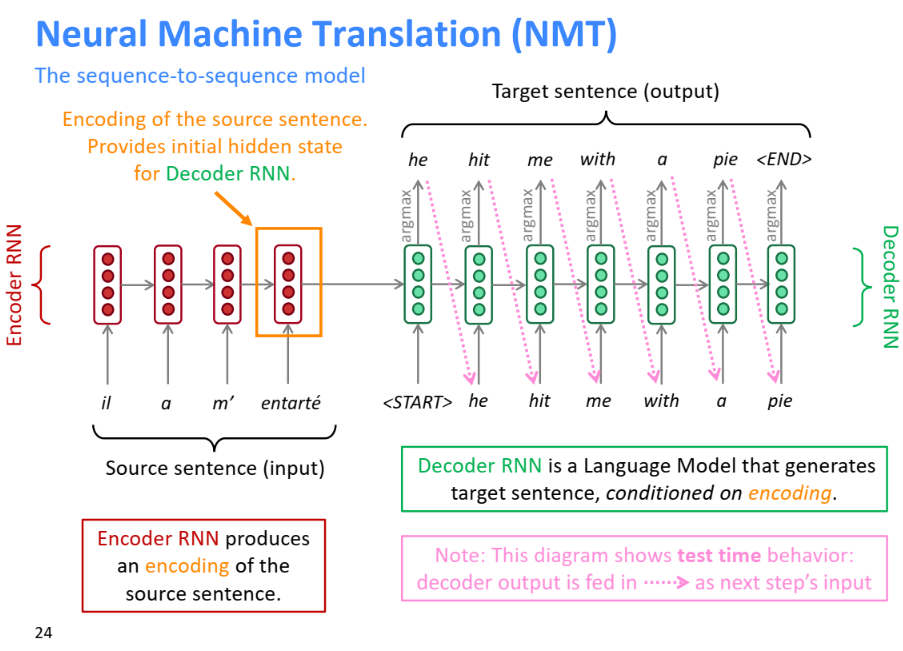 Neural Machine Translation (NMT)
The sequence-to-sequence model
Target sentence (output)
Encoding of the source sentence.
Provides initial hidden state
for Decoder RNN.
he hit me with a pie <END>
argmax argmax argmax argmax argmax argmax argmax
Encoder RNN
Decoder RNN
il a m’ entarté <START> he hit me with a pie
Source sentence (input)
Decoder RNN is a Language Model that generates
target sentence, conditioned on encoding.
Encoder RNN produces
an encoding of the
source sentence.
Note: This diagram shows test time behavior:
decoder output is fed in as next step’s input
24